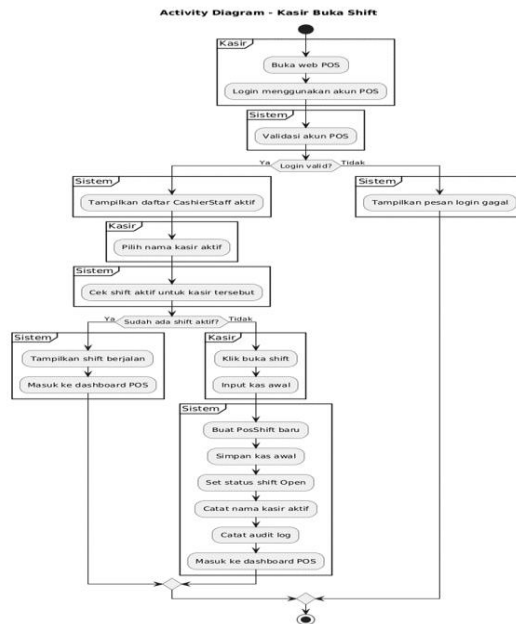 Activity Diagram - Kasir Buka Shift
Kasir
Buka web POS
Login menggunakan akun POS
Sistem
Validasi akun POS
Ya
Login valid?
Tidak
Sistem
Tampilkan daftar CashierStaff aktif
Sistem
Tampilkan pesan login gagal
Kasir
Pilih nama kasir aktif
Sistem
Cek shift aktif untuk kasir tersebut
Ya
Sudah ada shift aktif?
Tidak
Sistem
Tampilkan shift berjalan
Masuk ke dashboard POS
Kasir
Klik buka shift
Input kas awal
Sistem
Buat PosShift baru
Simpan kas awal
Set status shift Open
Catat nama kasir aktif
Catat audit log
Masuk ke dashboard POS